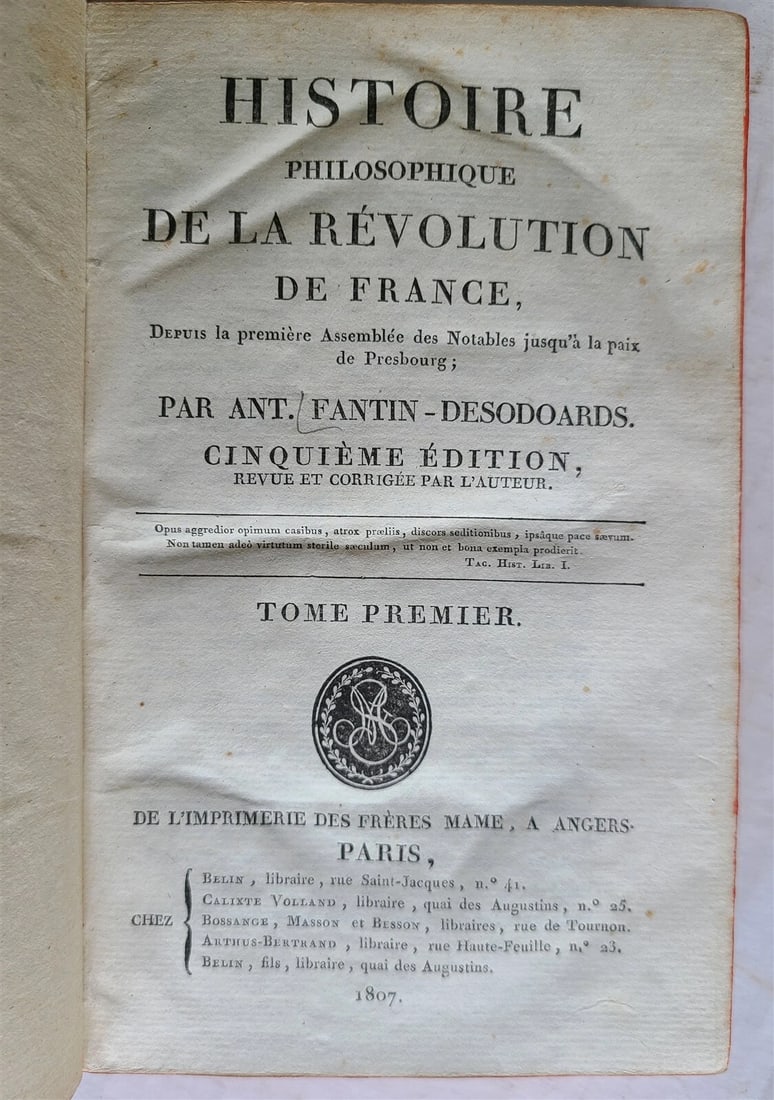 HISTOIRE
PHILOSOPHIQUE
DE LA RÉVOLUTION
DE FRANCE,
DEPUIS la première Assemblée des Notables jusqu'à la paix
de Presbourg;
PAR ANT. FANTIN-DESODOARDS.
CINQUIÈME ÉDITION,
REVUE ET CORRIGÉE PAR L'AUTEUR.
Opus aggredior opimum casibus, atrox præliis, discors seditionibus, ipsâque pace sævum.
Non tamen adeò virtutum sterile sæculum, ut non et bona exempla prodierit.
TAC. HIST. LIB. I.
TOME PREMIER.
DE L'IMPRIMERIE DES FRÈRES MAME, A ANGERS.
PARIS,
CHEZ
BELIN, libraire, rue Saint-Jacques, n.º 41.
CALIXTE VOLLAND, libraire, quai des Augustins, n.º 25.
BOSSANGE, MASSON et BESSON, libraires, rue de Tournon.
ARTHUS-BERTRAND, libraire, rue Haute-Feuille, n.º 23.
BELIN, fils, libraire, quai des Augustins.
1807.